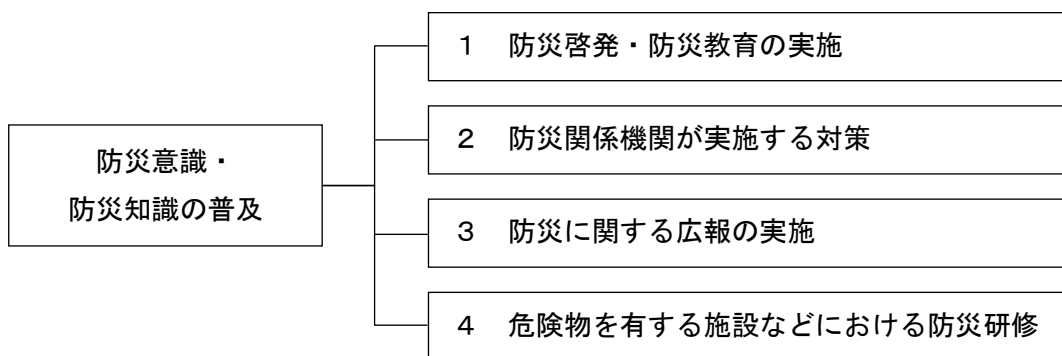 防災意識・
防災知識の普及
１　防災啓発・防災教育の実施
２　防災関係機関が実施する対策
３　防災に関する広報の実施
４　危険物を有する施設などにおける防災研修